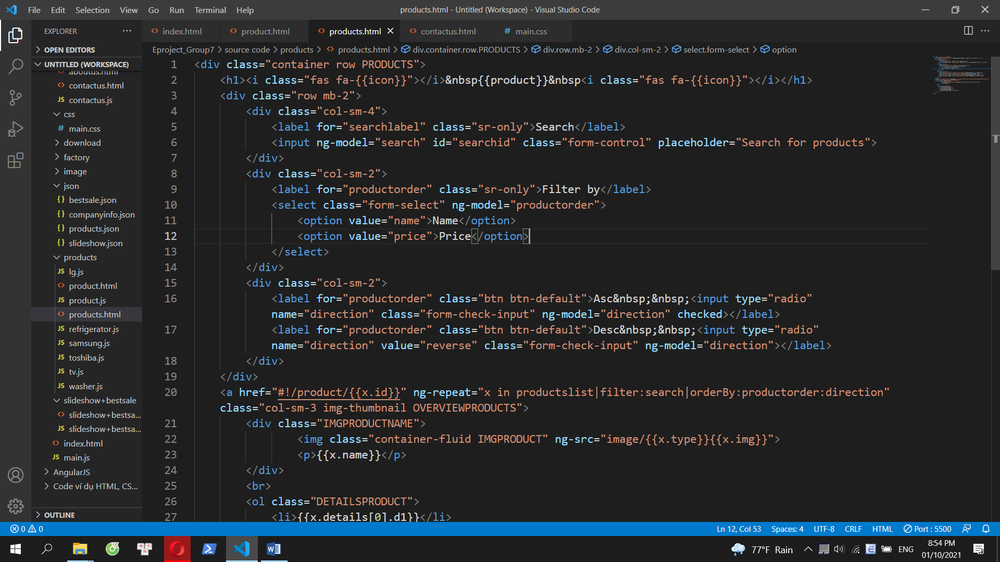 File Edit Selection View Go Run Terminal Help
products.html - Untitled (Workspace) - Visual Studio Code
EXPLORER
index.html
product.html
products.html
contactus.html
# main.css
OPEN EDITORS
UNTITLED (WORKSPACE)
aboutus.html
contactus.html
JS contactus.js
css
# main.css
download
factory
image
json
{} bestsale.json
{} companyinfo.json
{} products.json
{} slideshow.json
products
JS lg.js
product.html
JS product.js
products.html
JS refrigerator.js
JS samsung.js
JS toshiba.js
JS tv.js
JS washer.js
slideshow+bestsale
slideshow+bestsa...
JS slideshow+bestsa...
index.html
JS main.js
AngularJS
Code ví dụ HTML, CS...
OUTLINE
Eproject_Group7 > source code > products > products.html > div.container.row.PRODUCTS > div.row.mb-2 > div.col-sm-2 > select.form-select > option
1 <div class="container row PRODUCTS">
2 <h1><i class="fas fa-{{icon}}"></i>&nbsp{{product}}&nbsp<i class="fas fa-{{icon}}"></i></h1>
3 <div class="row mb-2">
4 <div class="col-sm-4">
5 <label for="searchlabel" class="sr-only">Search</label>
6 <input ng-model="search" id="searchid" class="form-control" placeholder="Search for products">
7 </div>
8 <div class="col-sm-2">
9 <label for="productorder" class="sr-only">Filter by</label>
10 <select class="form-select" ng-model="productorder">
11 <option value="name">Name</option>
12 <option value="price">Price</option>
13 </select>
14 </div>
15 <div class="col-sm-2">
16 <label for="productorder" class="btn btn-default">Asc&nbsp;&nbsp;<input type="radio"
name="direction" class="form-check-input" ng-model="direction" checked></label>
17 <label for="productorder" class="btn btn-default">Desc&nbsp;&nbsp;<input type="radio"
name="direction" value="reverse" class="form-check-input" ng-model="direction"></label>
18 </div>
19 </div>
20 <a href="#!/product/{{x.id}}" ng-repeat="x in productslist|filter:search|orderBy:productorder:direction"
class="col-sm-3 img-thumbnail OVERVIEWPRODUCTS">
21 <div class="IMGPRODUCTNAME">
22 <img class="container-fluid IMGPRODUCT" ng-src="image/{{x.type}}{{x.img}}">
23 <p>{{x.name}}</p>
24 </div>
25 <br>
26 <ol class="DETAILSPRODUCT">
27 <li>{{x.details[0].d1}}</li>
0 0
Ln 12, Col 53 Spaces: 4 UTF-8 CRLF HTML Port : 5500
77°F Rain
ENG
8:54 PM
01/10/2021